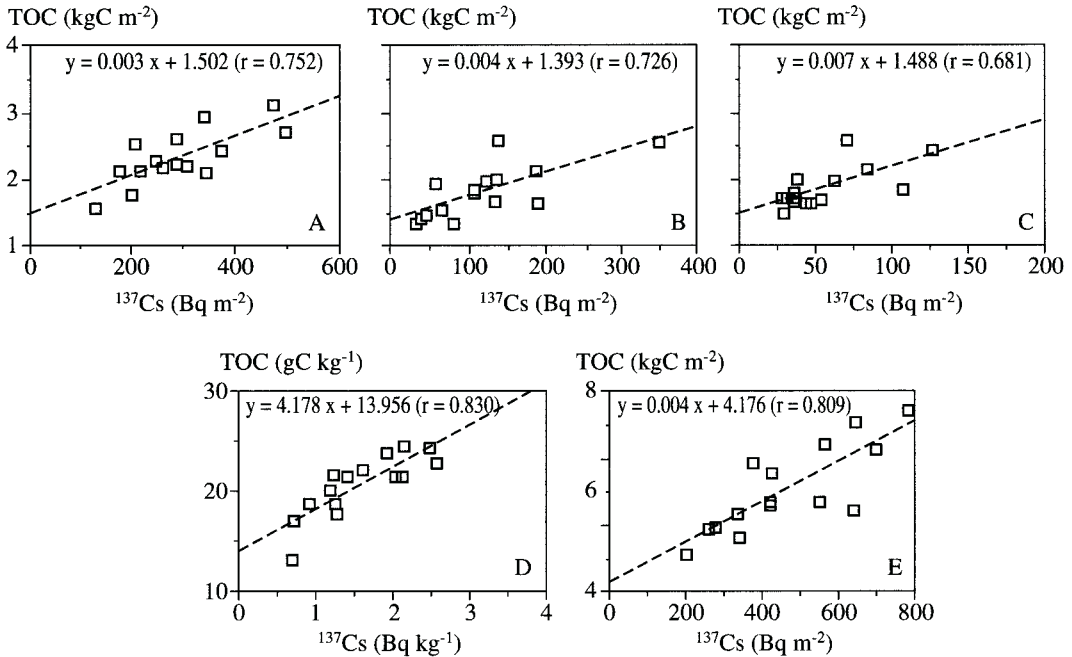 TOC (kgC m⁻²) TOC (kgC m⁻²) TOC (kgC m⁻²)
4
3
2
1
y = 0.003 x + 1.502 (r = 0.752)
A
0 200 400 600
¹³⁷Cs (Bq m⁻²)
y = 0.004 x + 1.393 (r = 0.726)
B
0 100 200 300 400
¹³⁷Cs (Bq m⁻²)
y = 0.007 x + 1.488 (r = 0.681)
C
0 50 100 150 200
¹³⁷Cs (Bq m⁻²)
TOC (gC kg⁻¹)
30
20
10
y = 4.178 x + 13.956 (r = 0.830)
D
0 1 2 3 4
¹³⁷Cs (Bq kg⁻¹)
TOC (kgC m⁻²)
8
6
4
y = 0.004 x + 4.176 (r = 0.809)
E
0 200 400 600 800
¹³⁷Cs (Bq m⁻²)